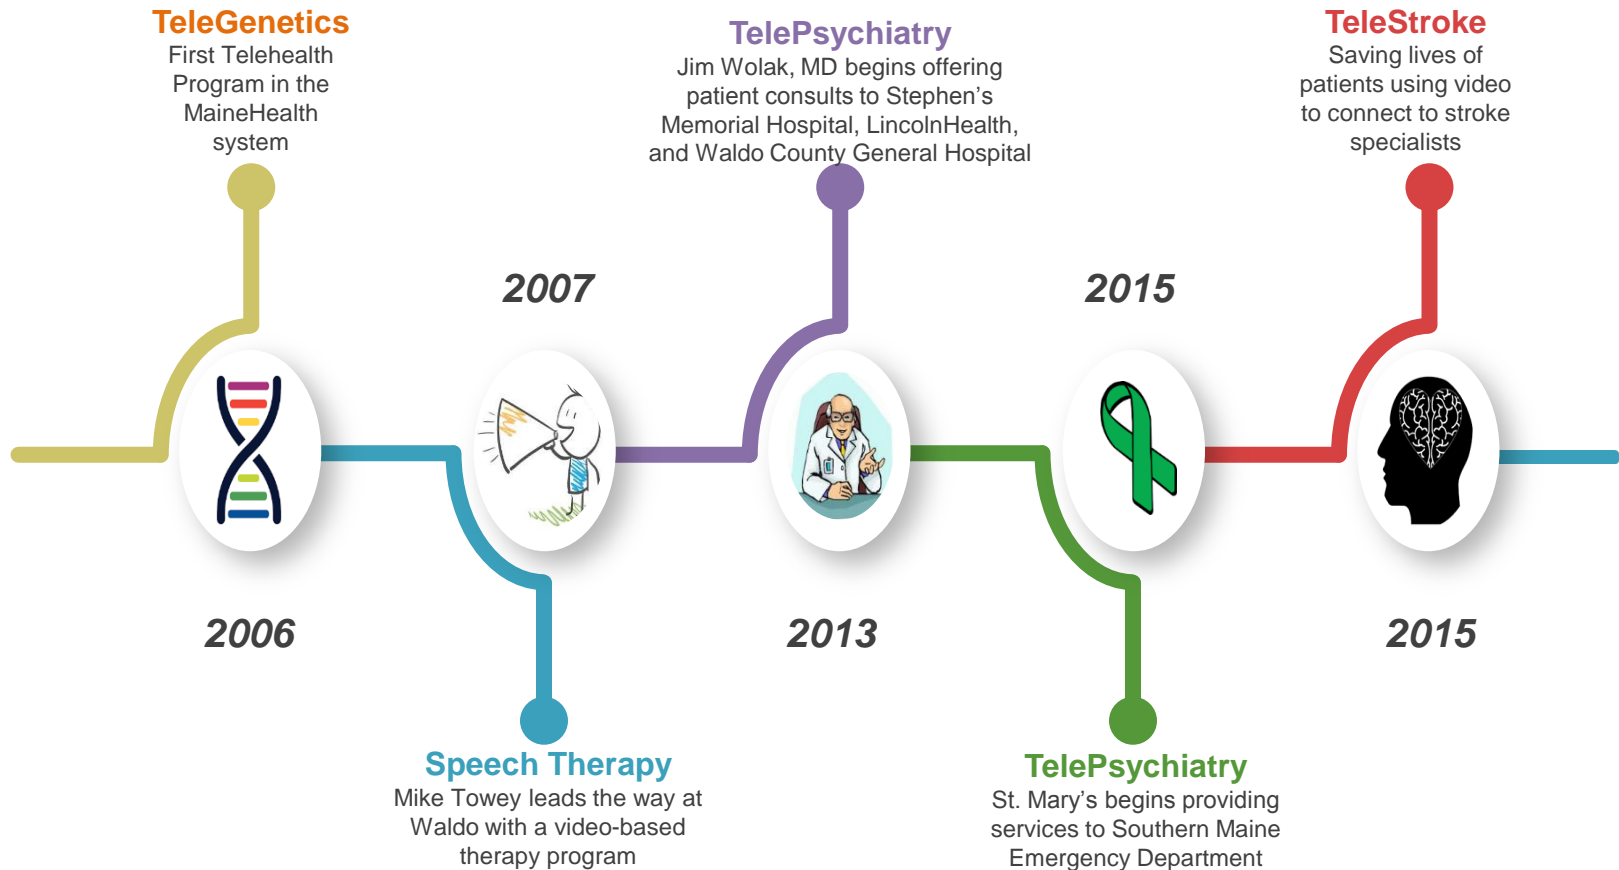 TeleGenetics
First Telehealth
Program in the
MaineHealth
system
TelePsychiatry
Jim Wolak, MD begins offering
patient consults to Stephen’s
Memorial Hospital, LincolnHealth,
and Waldo County General Hospital
TeleStroke
Saving lives of
patients using video
to connect to stroke
specialists
2007
2015
2006
2013
2015
Speech Therapy
Mike Towey leads the way at
Waldo with a video-based
therapy program
TelePsychiatry
St. Mary’s begins providing
services to Southern Maine
Emergency Department